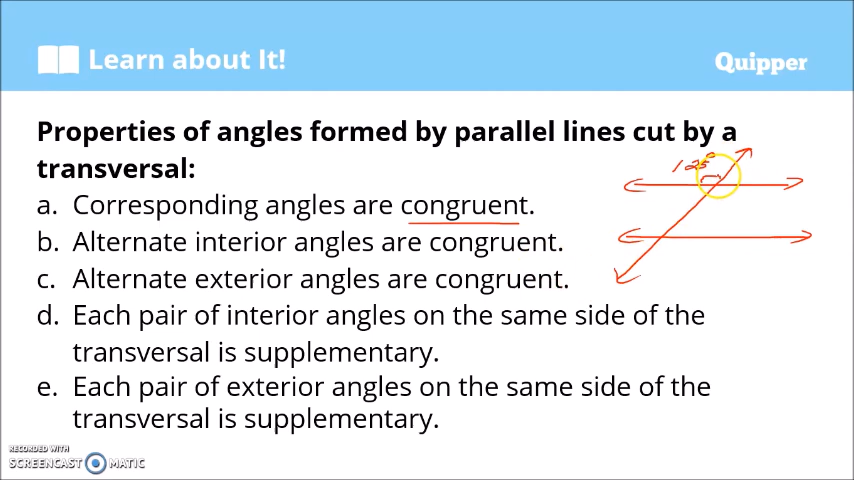 Learn about It!
Quipper
Properties of angles formed by parallel lines cut by a
transversal:
125°
a. Corresponding angles are congruent.
b. Alternate interior angles are congruent.
c. Alternate exterior angles are congruent.
d. Each pair of interior angles on the same side of the
transversal is supplementary.
e. Each pair of exterior angles on the same side of the
transversal is supplementary.
RECORDED WITH
SCREENCAST MATIC